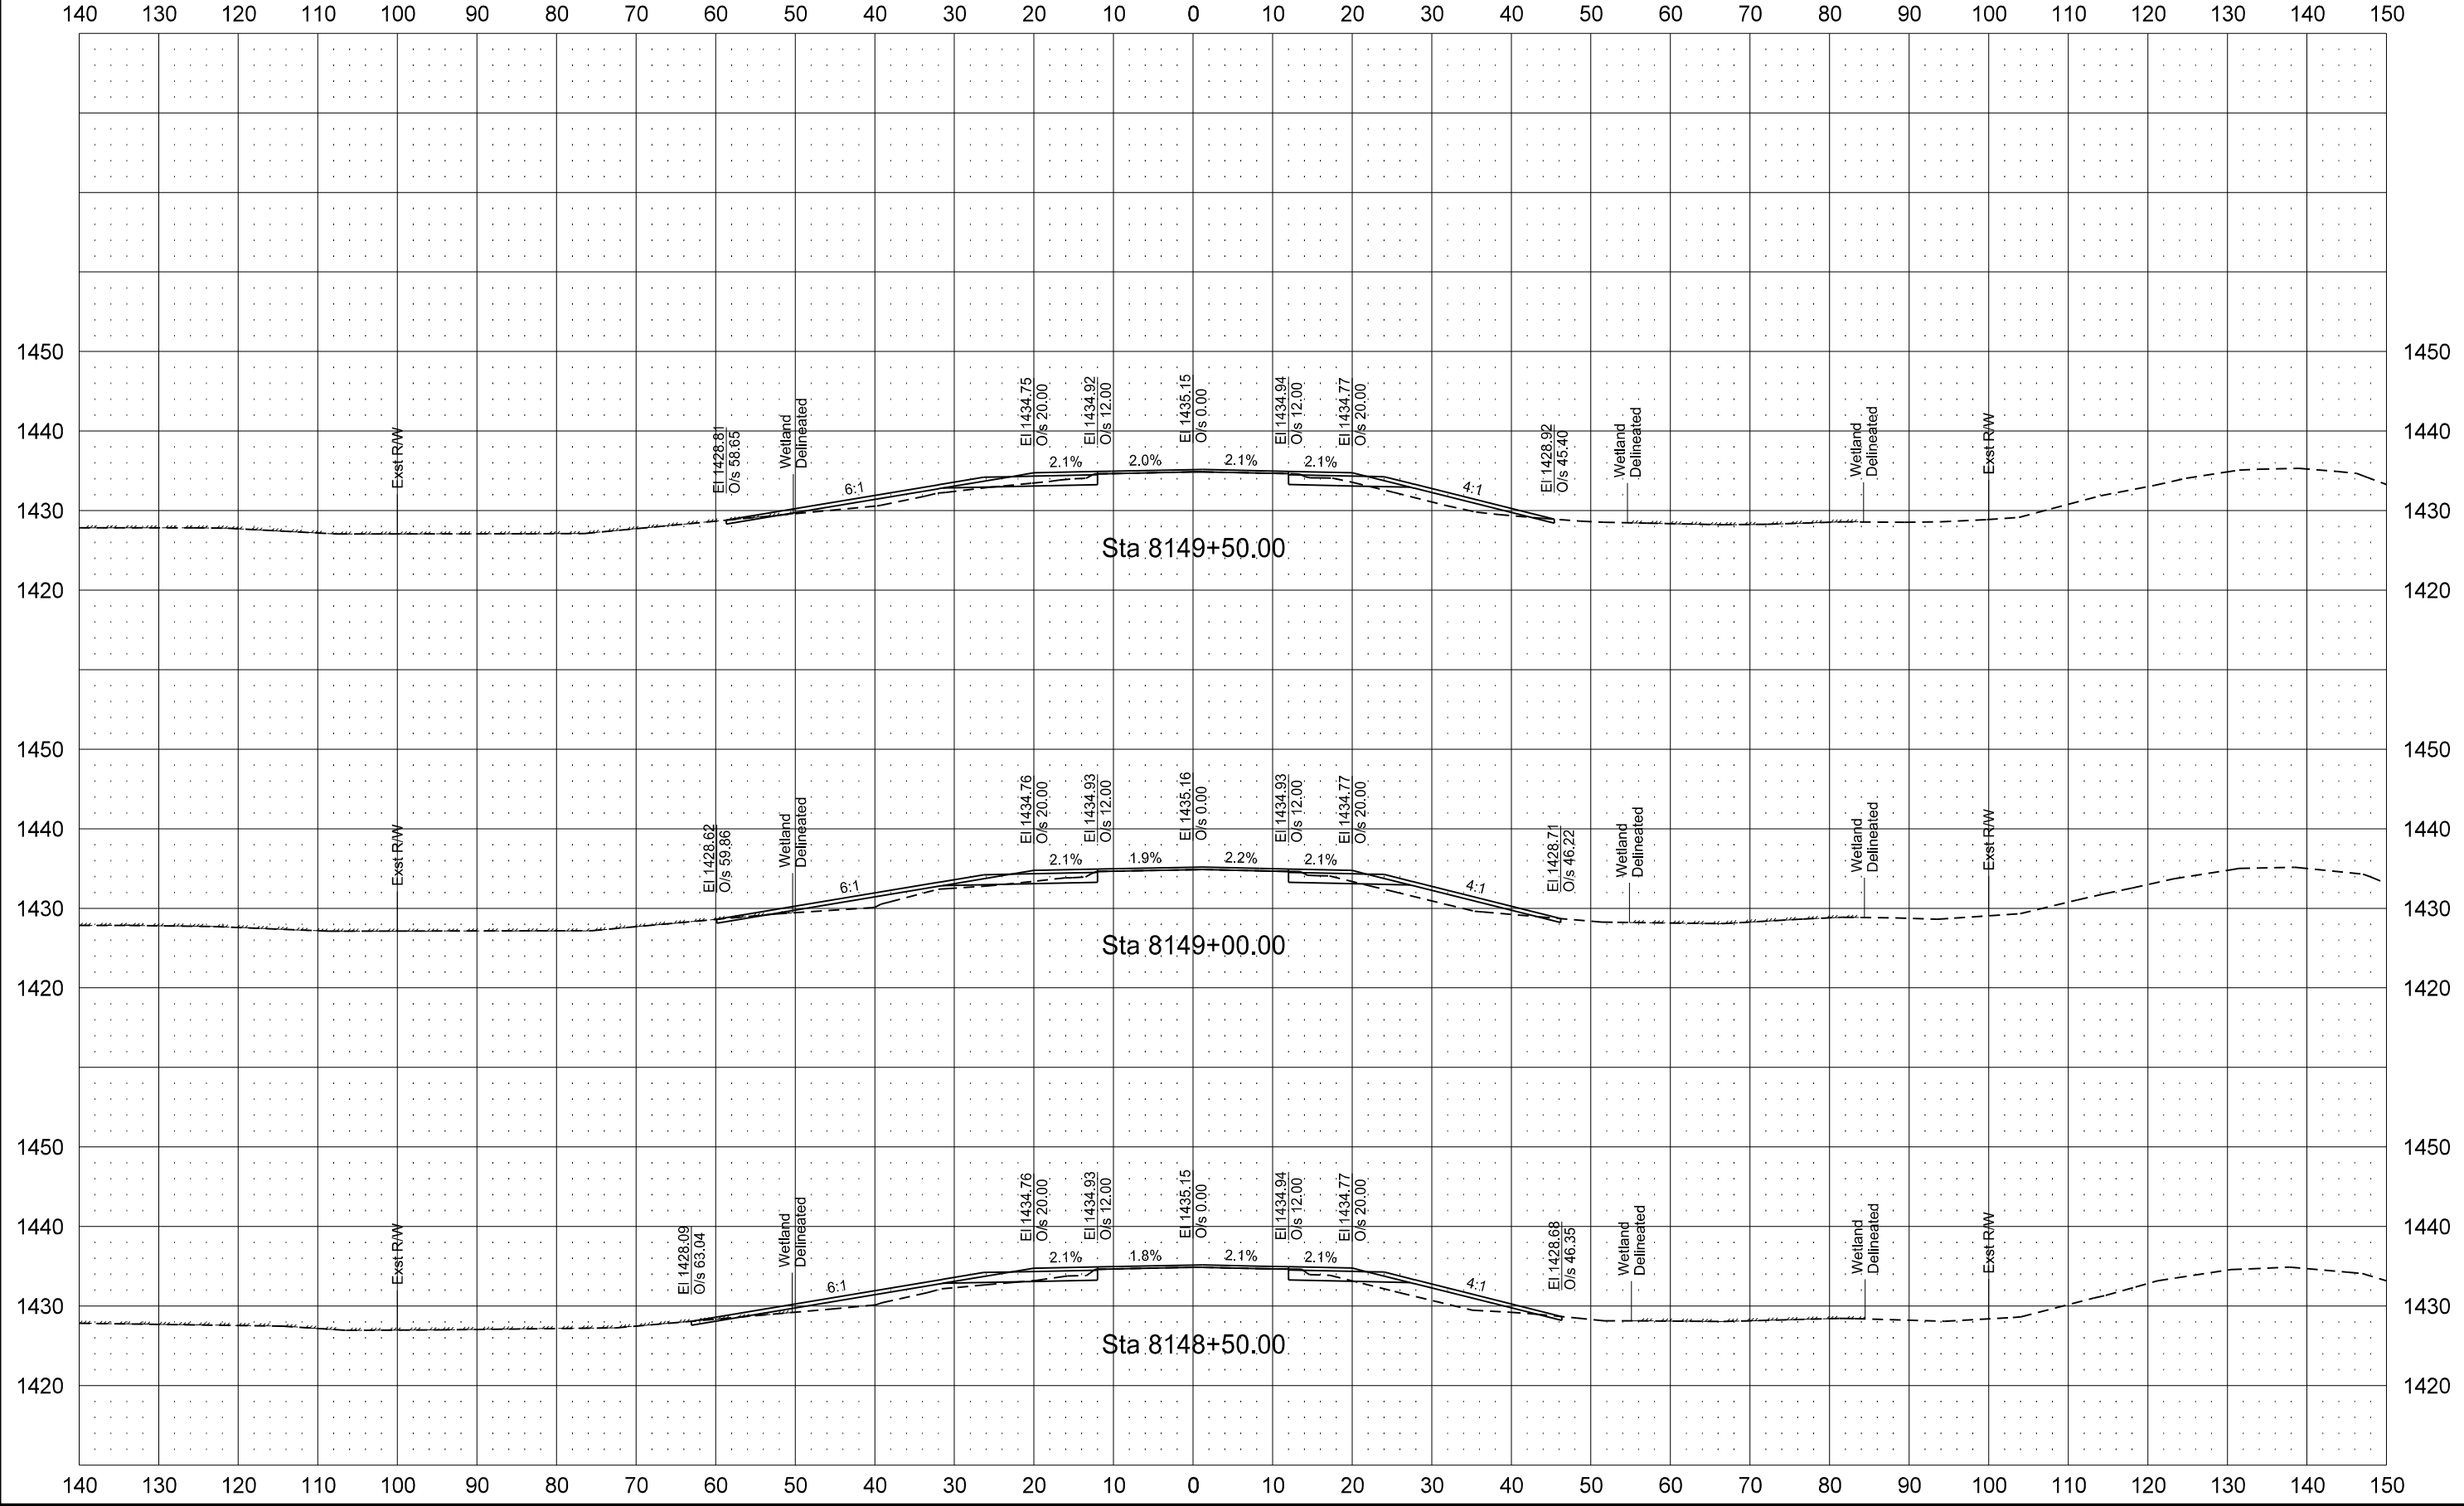 140 130 120 110 100 90 80 70 60 50 40 30 20 10 0 10 20 30 40 50 60 70 80 90 100 110 120 130 140 150
1450 1450
1440 1440
1430 1430
1420 1420
Exst R/W
El 1428.81
O/s 58.65
Wetland
Delineated
6:1
El 1434.75
O/s 20.00
2.1%
El 1434.92
O/s 12.00
2.0%
El 1435.15
O/s 0.00
2.1%
El 1434.94
O/s 12.00
2.1%
El 1434.77
O/s 20.00
4:1
El 1428.92
O/s 45.40
Wetland
Delineated
Wetland
Delineated
Exst R/W
Sta 8149+50.00
1450 1450
1440 1440
1430 1430
1420 1420
Exst R/W
El 1428.62
O/s 59.86
Wetland
Delineated
6:1
El 1434.76
O/s 20.00
2.1%
El 1434.93
O/s 12.00
1.9%
El 1435.16
O/s 0.00
2.2%
El 1434.93
O/s 12.00
2.1%
El 1434.77
O/s 20.00
4:1
El 1428.71
O/s 46.22
Wetland
Delineated
Wetland
Delineated
Exst R/W
Sta 8149+00.00
1450 1450
1440 1440
1430 1430
1420 1420
Exst R/W
El 1428.09
O/s 63.04
Wetland
Delineated
6:1
El 1434.76
O/s 20.00
2.1%
El 1434.93
O/s 12.00
1.8%
El 1435.15
O/s 0.00
2.1%
El 1434.94
O/s 12.00
2.1%
El 1434.77
O/s 20.00
4:1
El 1428.68
O/s 46.35
Wetland
Delineated
Wetland
Delineated
Exst R/W
Sta 8148+50.00
140 130 120 110 100 90 80 70 60 50 40 30 20 10 0 10 20 30 40 50 60 70 80 90 100 110 120 130 140 150